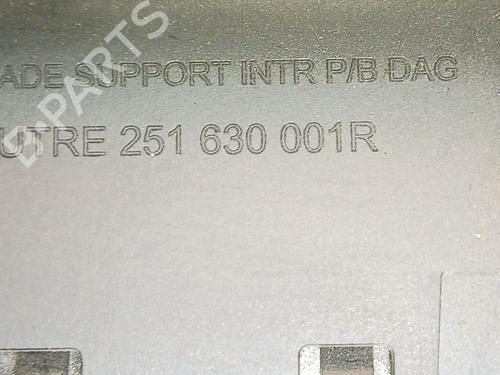 B-PARTS
ADE SUPPORT INTR P/B DAG
UTRE 251 630 001R